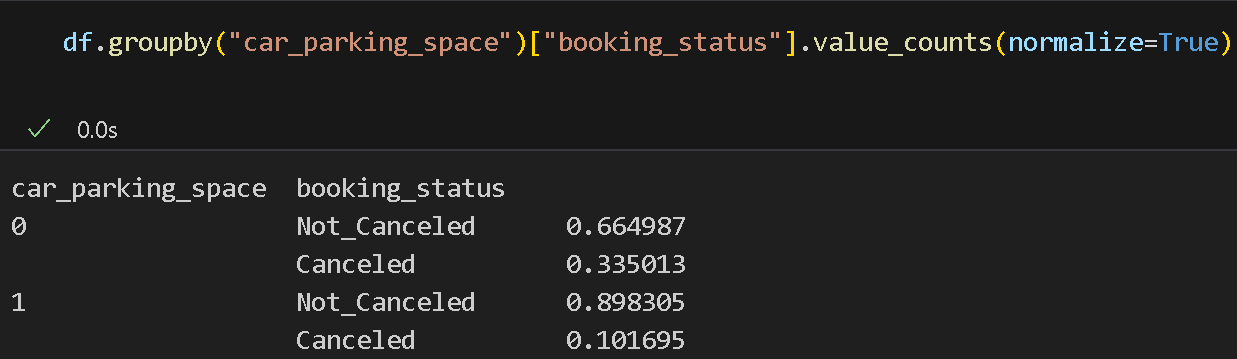 df.groupby("car_parking_space")["booking_status"].value_counts(normalize=True)
0.0s
car_parking_space  booking_status
0                  Not_Canceled      0.664987
                   Canceled          0.335013
1                  Not_Canceled      0.898305
                   Canceled          0.101695